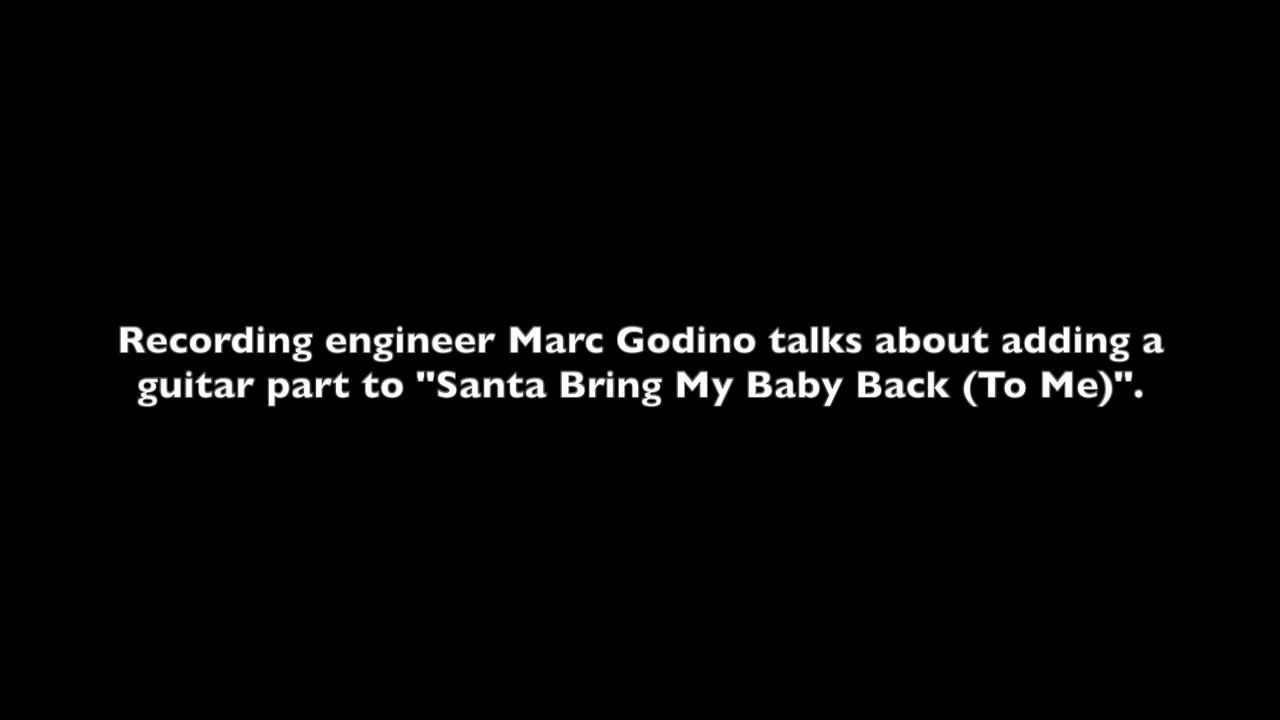 Recording engineer Marc Godino talks about adding a
guitar part to "Santa Bring My Baby Back (To Me)".